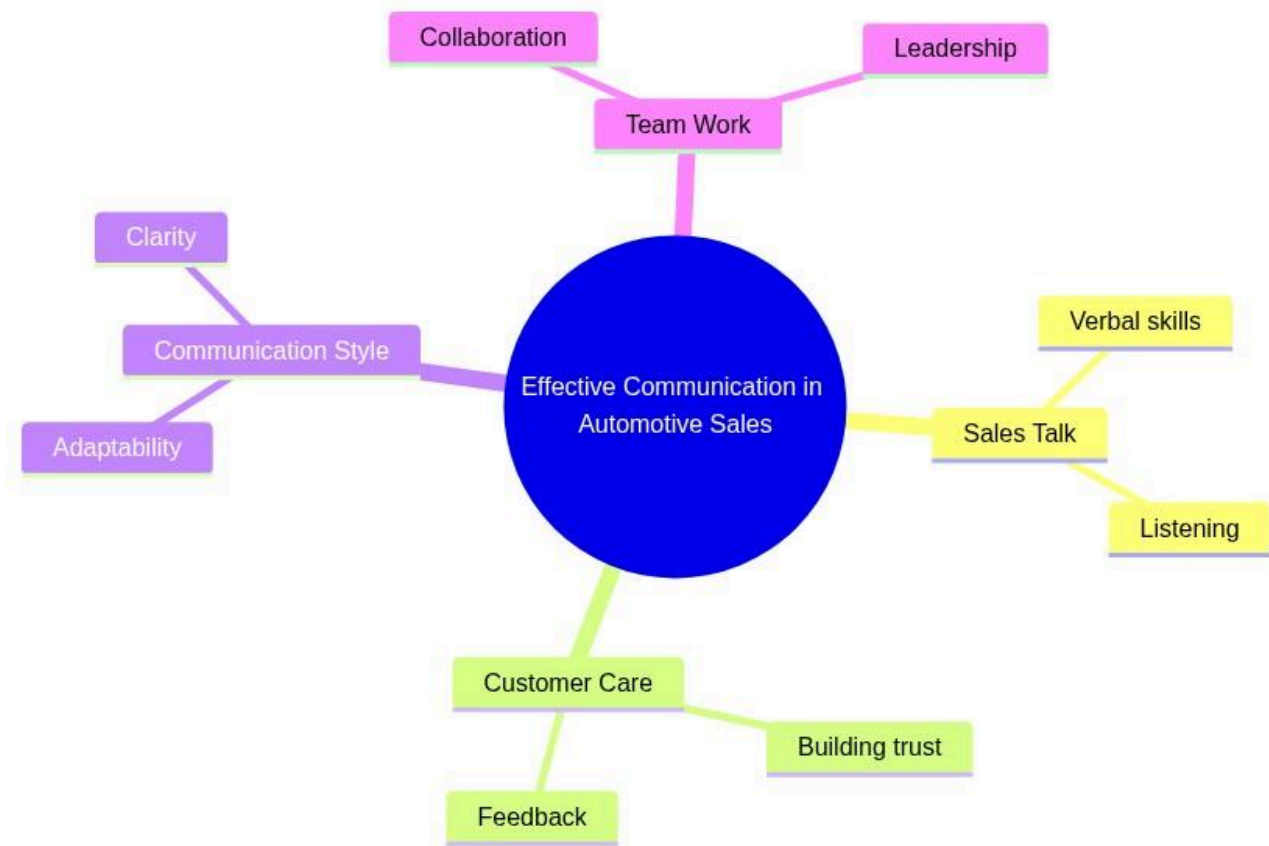 Collaboration
Leadership
Team Work
Clarity
Communication Style
Adaptability
Effective Communication in
Automotive Sales
Verbal skills
Sales Talk
Listening
Customer Care
Building trust
Feedback